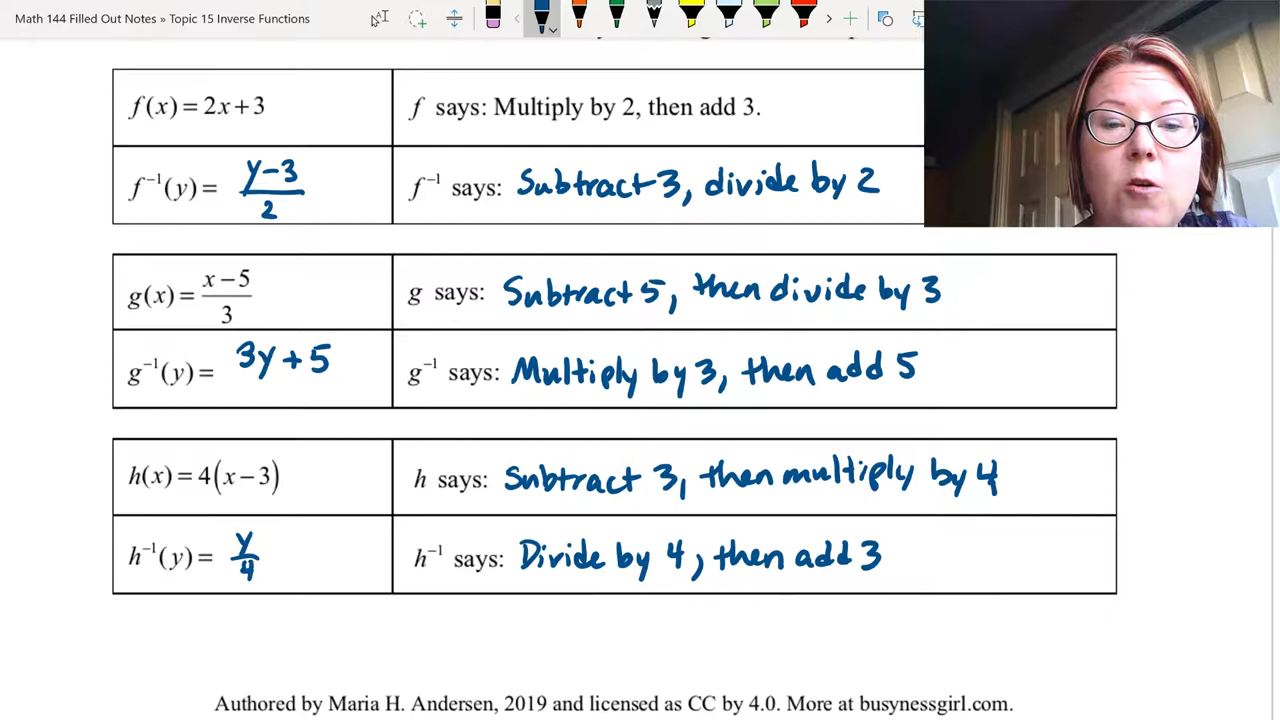 Math 144 Filled Out Notes » Topic 15 Inverse Functions
f(x) = 2x + 3
f says: Multiply by 2, then add 3.
f⁻¹(y) = y − 3 / 2
f⁻¹ says: Subtract 3, divide by 2
g(x) = x − 5 / 3
g says: Subtract 5, then divide by 3
g⁻¹(y) = 3y + 5
g⁻¹ says: Multiply by 3, then add 5
h(x) = 4(x − 3)
h says: Subtract 3, then multiply by 4
h⁻¹(y) = y / 4
h⁻¹ says: Divide by 4, then add 3
Authored by Maria H. Andersen, 2019 and licensed as CC by 4.0. More at busynessgirl.com.